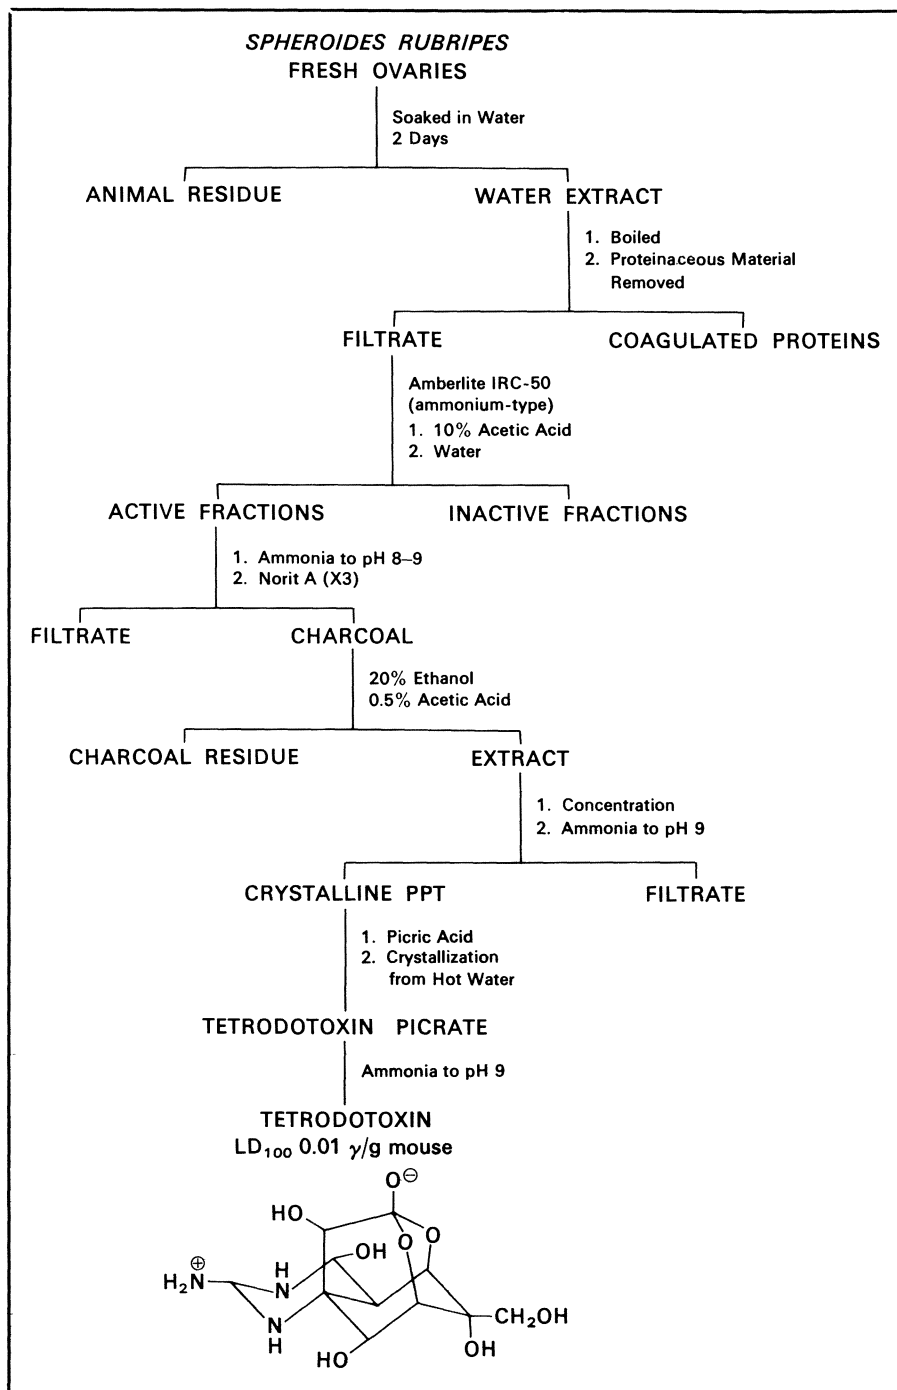 SPHEROIDES RUBRIPES
FRESH OVARIES
Soaked in Water
2 Days
ANIMAL RESIDUE
WATER EXTRACT
1. Boiled
2. Proteinaceous Material
Removed
FILTRATE
COAGULATED PROTEINS
Amberlite IRC-50
(ammonium-type)
1. 10% Acetic Acid
2. Water
ACTIVE FRACTIONS
INACTIVE FRACTIONS
1. Ammonia to pH 8–9
2. Norit A (X3)
FILTRATE
CHARCOAL
20% Ethanol
0.5% Acetic Acid
CHARCOAL RESIDUE
EXTRACT
1. Concentration
2. Ammonia to pH 9
CRYSTALLINE PPT
FILTRATE
1. Picric Acid
2. Crystallization
from Hot Water
TETRODOTOXIN PICRATE
Ammonia to pH 9
TETRODOTOXIN
LD₁₀₀ 0.01 γ/g mouse
O⊖
HO
O
O
OH
⊕
H₂N
H
N
N
H
CH₂OH
OH
HO